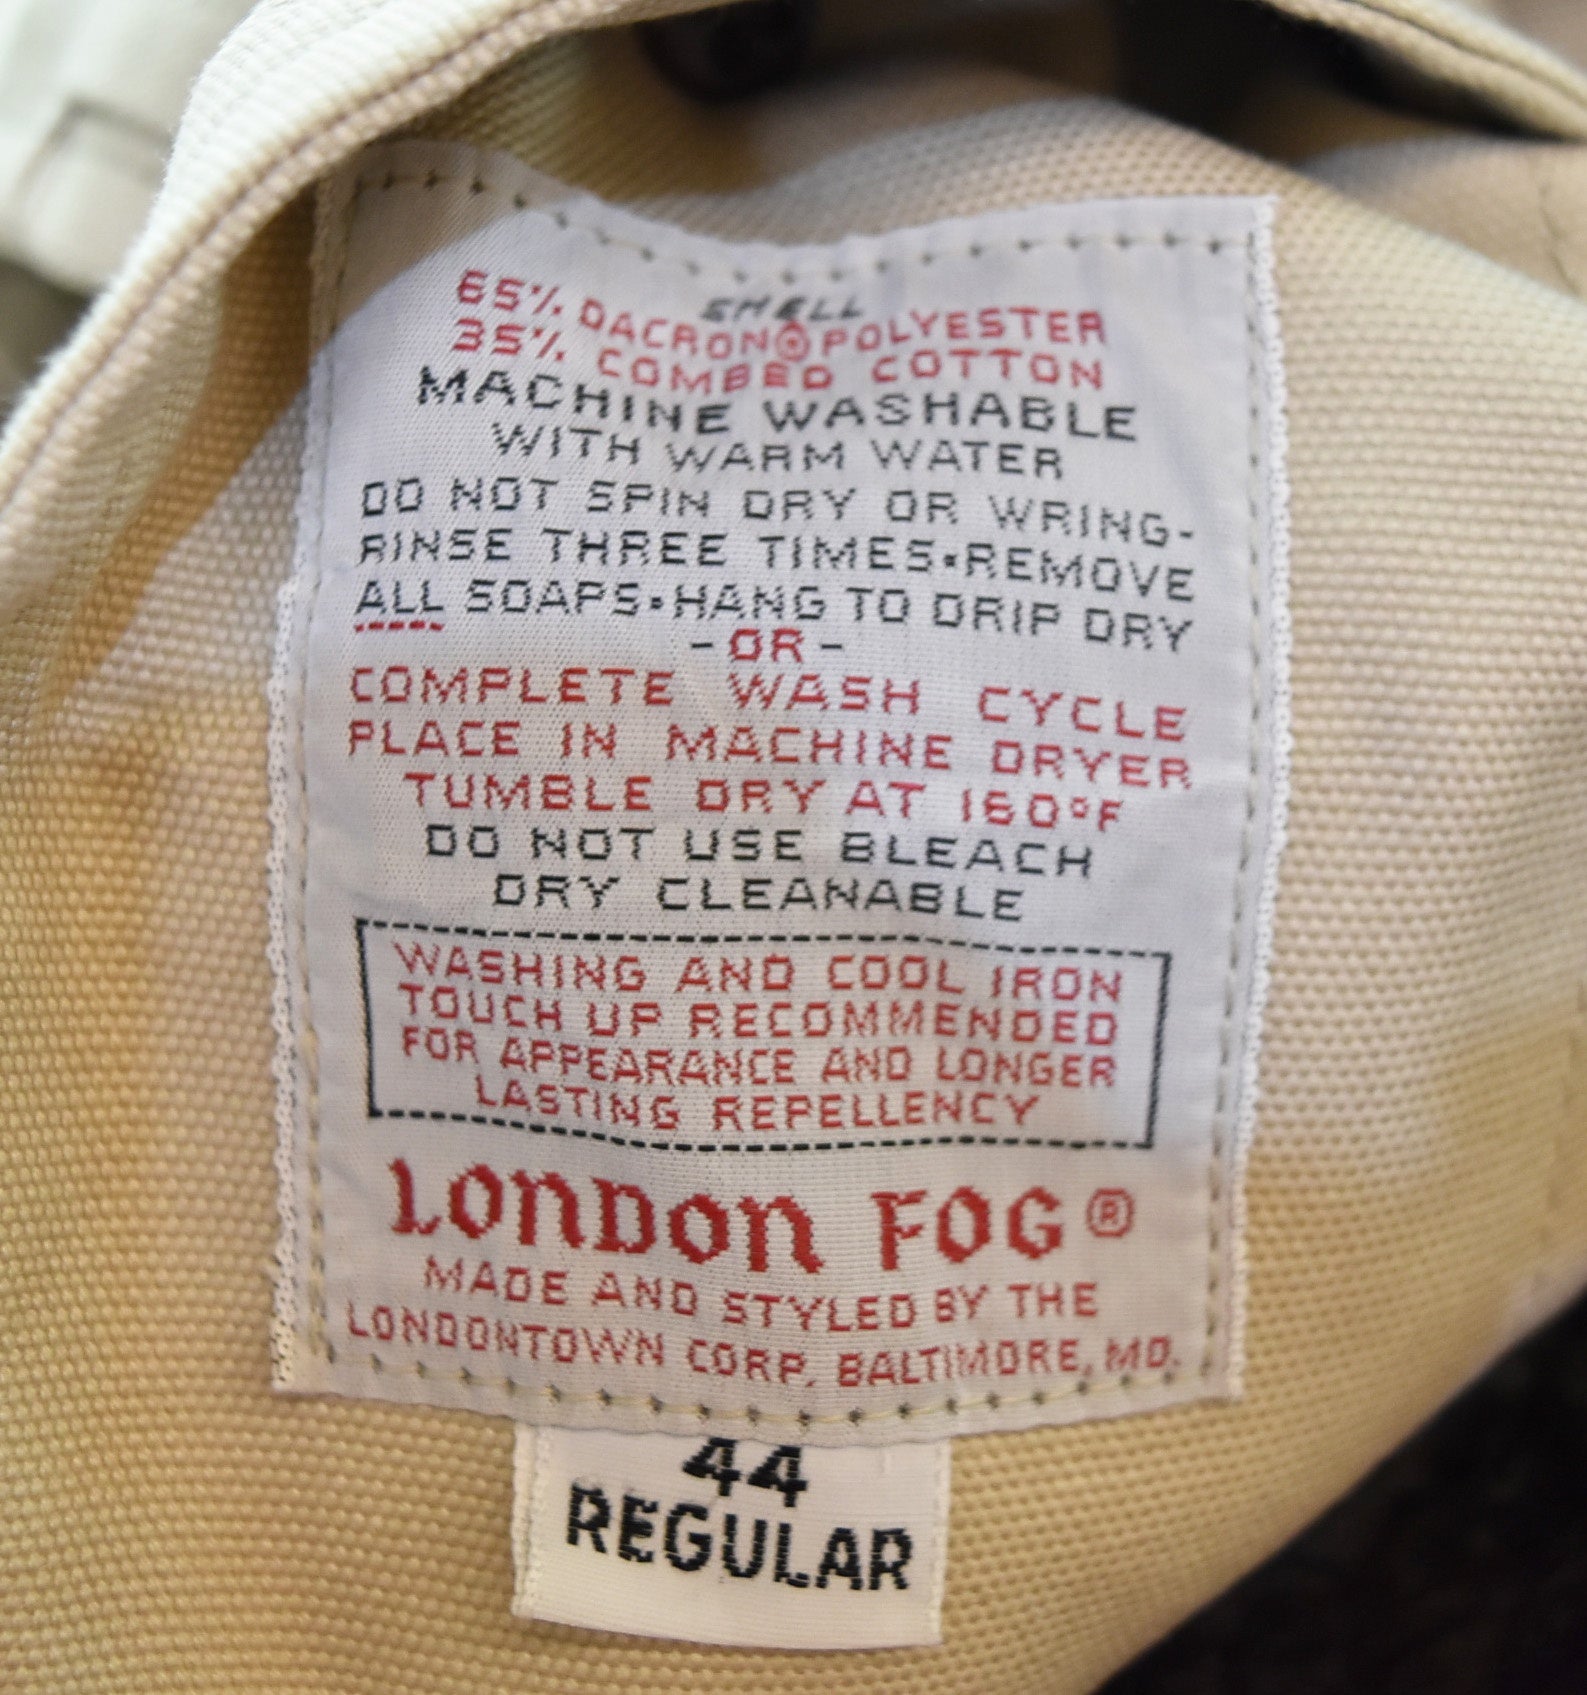 SHELL
65% DACRON® POLYESTER
35% COMBED COTTON
MACHINE WASHABLE
WITH WARM WATER
DO NOT SPIN DRY OR WRING-
RINSE THREE TIMES•REMOVE
ALL SOAPS•HANG TO DRIP DRY
-OR-
COMPLETE WASH CYCLE
PLACE IN MACHINE DRYER
TUMBLE DRY AT 160°F
DO NOT USE BLEACH
DRY CLEANABLE
WASHING AND COOL IRON
TOUCH UP RECOMMENDED
FOR APPEARANCE AND LONGER
LASTING REPELLENCY
LONDON FOG®
MADE AND STYLED BY THE
LONDONTOWN CORP. BALTIMORE, MD.
44
REGULAR